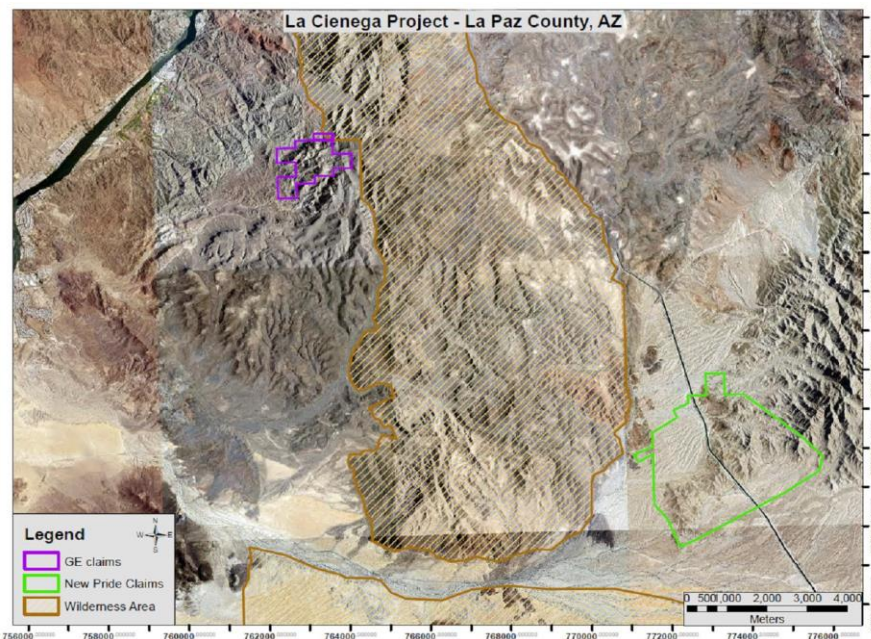 La Cienega Project - La Paz County, AZ
Legend
N
W
E
S
GE claims
New Pride Claims
Wilderness Area
0 500 1,000 2,000 3,000 4,000
Meters
756000 758000 760000 762000 764000 766000 768000 770000 772000 774000 776000